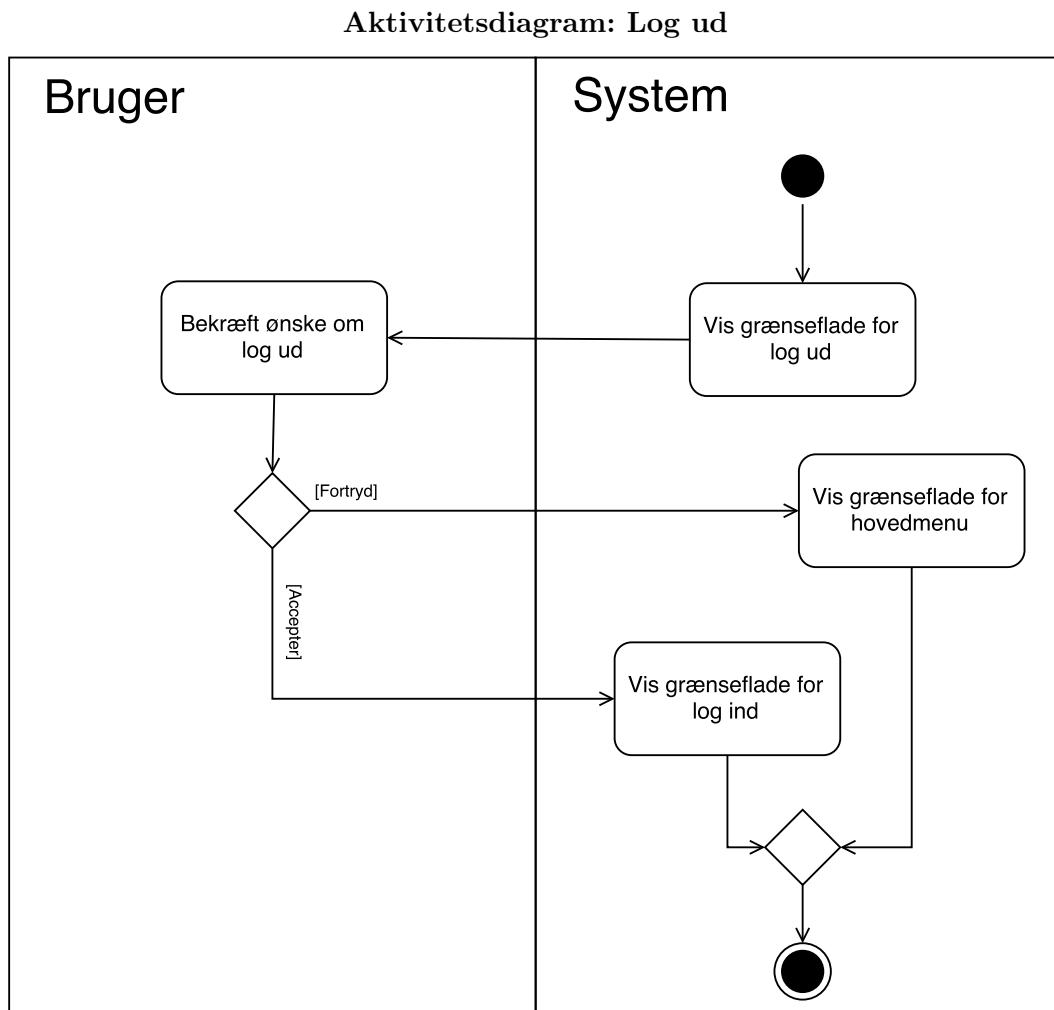 Aktivitetsdiagram: Log ud
Bruger
System
Bekræft ønske om
log ud
Vis grænseflade for
log ud
[Fortryd]
Vis grænseflade for
hovedmenu
[Accepter]
Vis grænseflade for
log ind